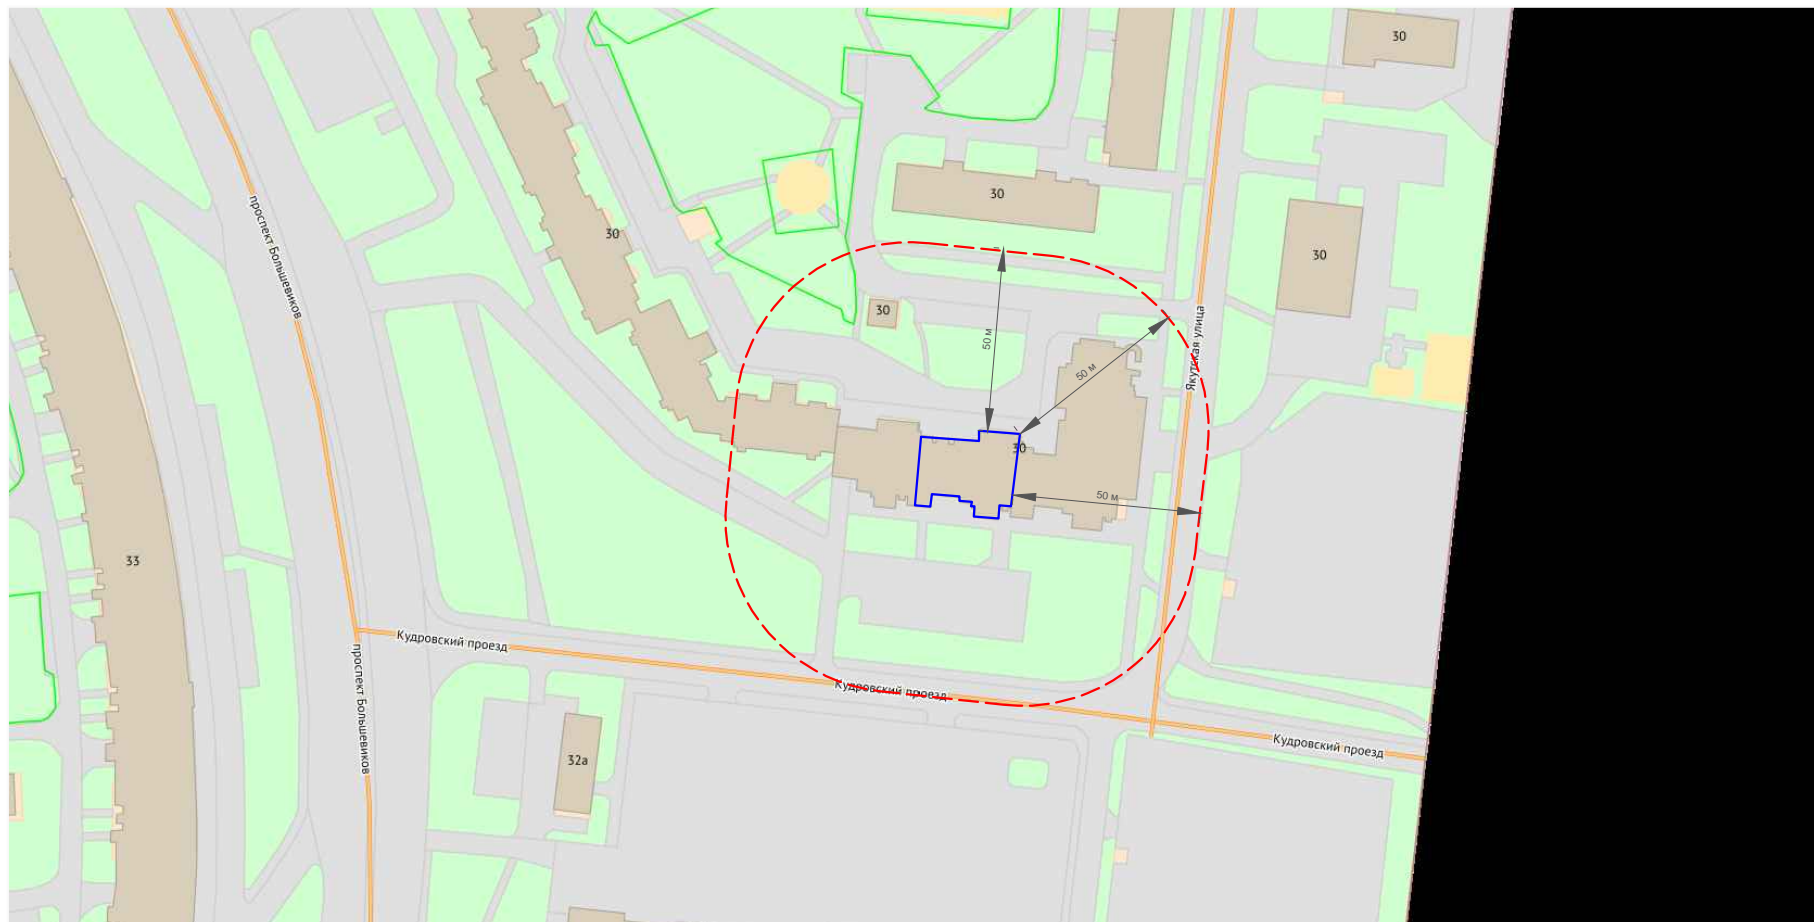 30
проспект Большевиков
30
30
30
30
50 м
Якутская улица
50 м
30
50 м
33
Кудровский проезд
проспект Большевиков
Кудровский проезд
Кудровский проезд
32а